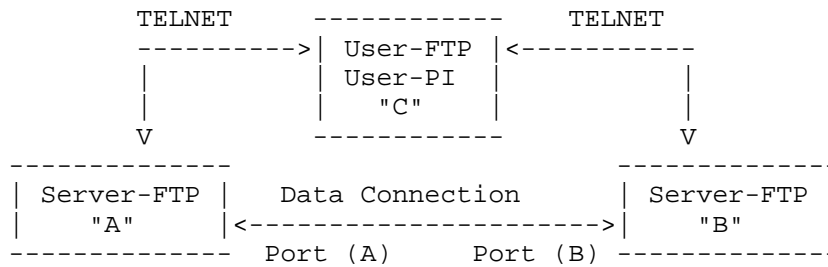 TELNET ------------ TELNET
---------->| User-FTP |<-----------
| | User-PI | |
| | "C" | |
V ------------ V
-------------- --------------
| Server-FTP | Data Connection | Server-FTP
| "A" |<---------------------->| "B"
-------------- Port (A) Port (B) --------------